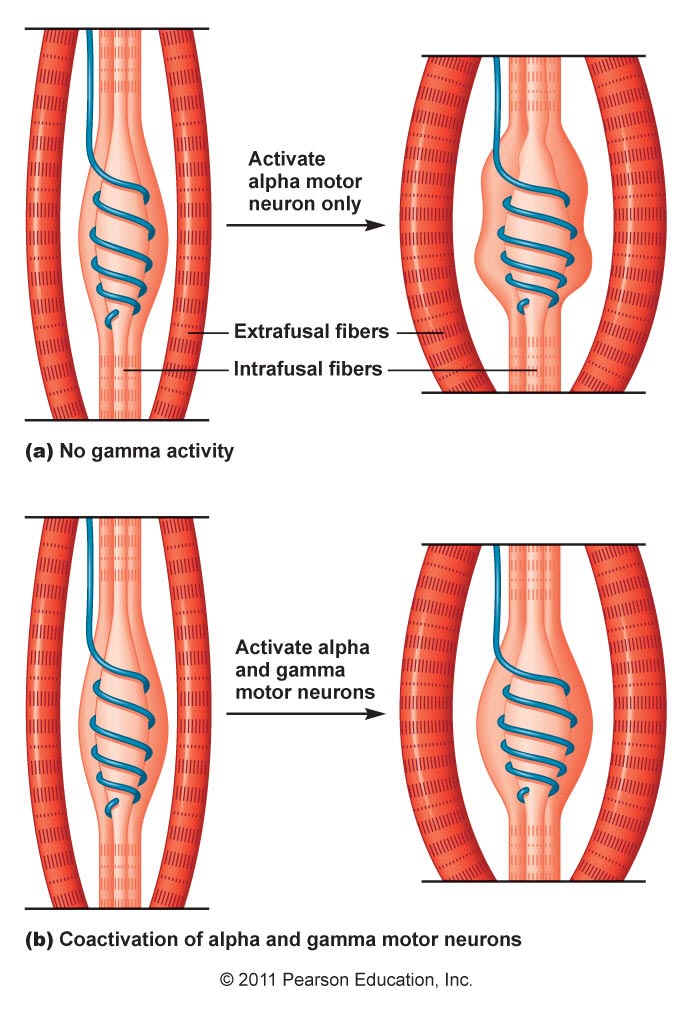 Activate
alpha motor
neuron only
Extrafusal fibers
Intrafusal fibers
(a) No gamma activity
Activate alpha
and gamma
motor neurons
(b) Coactivation of alpha and gamma motor neurons
© 2011 Pearson Education, Inc.